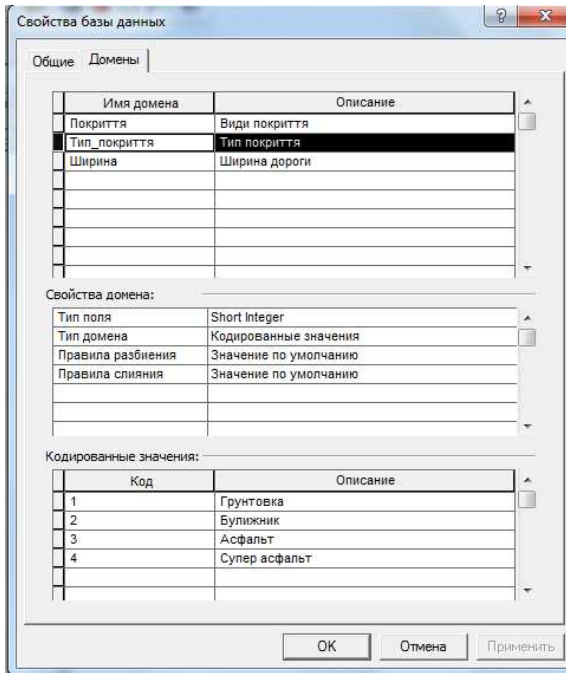 Свойства базы данных
Общие Домены
Имя домена Описание
Покриття Види покриття
Тип_покриття Тип покриття
Ширина Ширина дороги
Свойства домена:
Тип поля Short Integer
Тип домена Кодированные значения
Правила разбиения Значение по умолчанию
Правила слияния Значение по умолчанию
Кодированные значения:
Код Описание
1 Грунтовка
2 Булижник
3 Асфальт
4 Супер асфальт
OK Отмена Применить